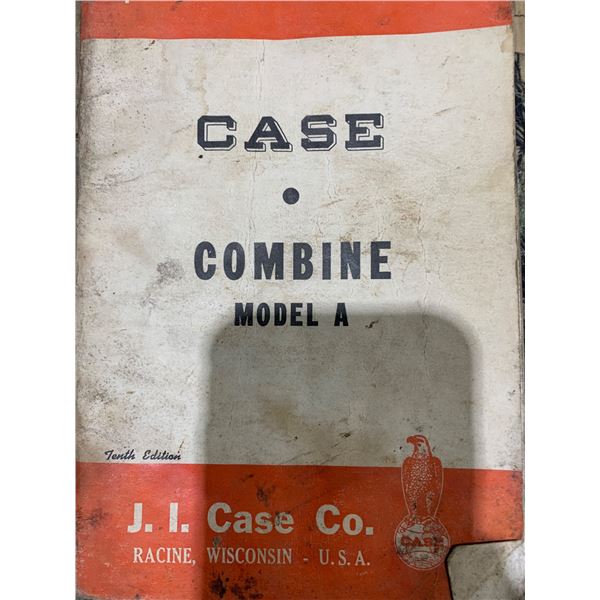 CASE
COMBINE
MODEL A
Tenth Edition
J. I. Case Co.
RACINE, WISCONSIN - U.S.A.
CASE